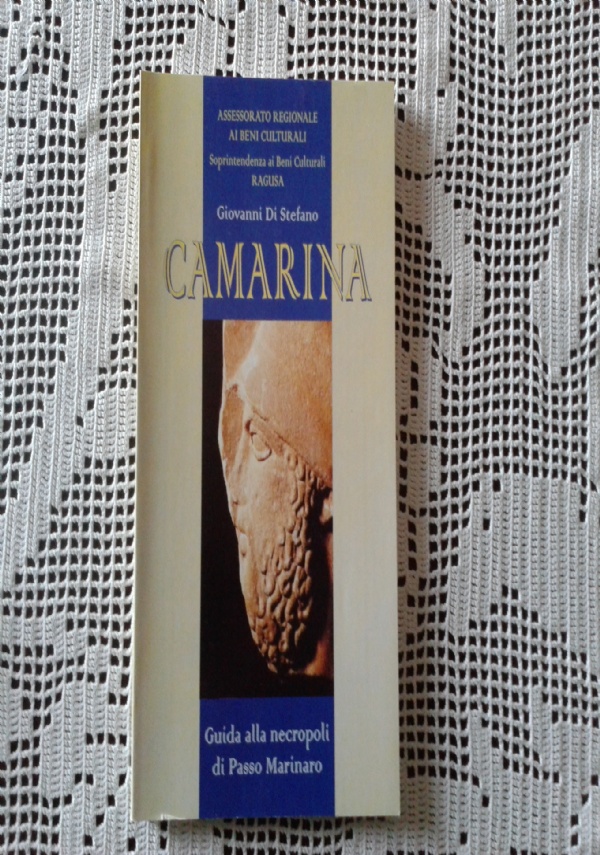 ASSESSORATO REGIONALE
AI BENI CULTURALI
Soprintendenza ai Beni Culturali
RAGUSA
Giovanni Di Stefano
CAMARINA
Guida alla necropoli
di Passo Marinaro